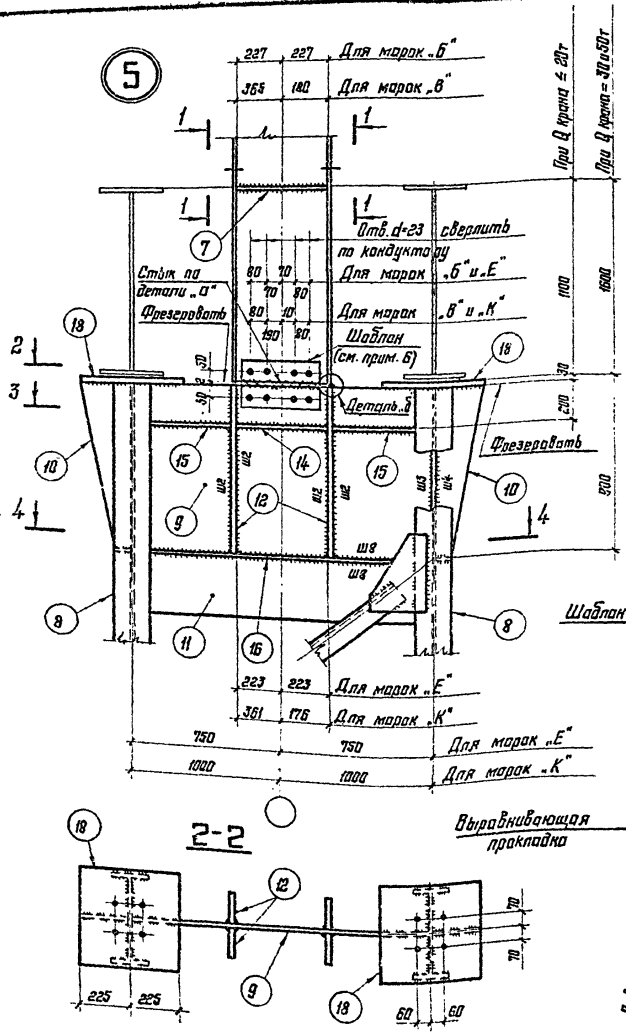 5
227 227 Для марок „Б“
365 180 Для марок „В“
При Q крана ≤ 20т
При Q крана = 30 и 50т
1 1
1 1
7
Отв. d=23 сверлить
по кондуктору
80 70 Для марок „Б“ и „Е“
70 80
80 10 Для марок „В“ и „К“
190 80
Стык по
детали „а“
Фрезеровать
Шаблон
(см. прим. 6)
1100
1600
18
18
2
3
50
2
50
30
200
Деталь „б“
Фрезеровать
15
14
15
10
10
ш2
ш2
ш2
ш2
ш3
ш4
9
12
900
4
4
ш8
ш8
8
8
11
16
Шаблон
223 223 Для марок „Е“
361 176 Для марок „К“
750 750 Для марок „Е“
1000 1000 Для марок „К“
2-2
18
12
Выравнивающая
прокладка
70
70
225 225
9
18
60 60